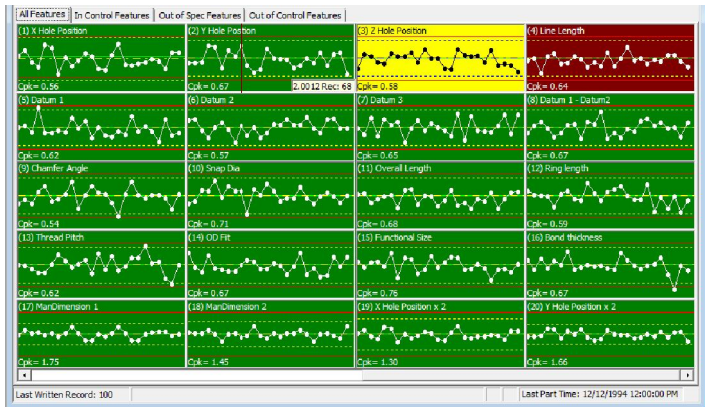 All Features In Control Features Out of Spec Features Out of Control Features
(1) X Hole Position (2) Y Hole Position (3) Z Hole Position (4) Line Length
2.0012 Rec: 68
Cpk= 0.56 Cpk= 0.67 Cpk= 0.58 Cpk= 0.64
(5) Datum 1 (6) Datum 2 (7) Datum 3 (8) Datum 1 - Datum2
Cpk= 0.62 Cpk= 0.57 Cpk= 0.65 Cpk= 0.67
(9) Chamfer Angle (10) Snap Dia (11) Overall Length (12) Ring length
Cpk= 0.54 Cpk= 0.71 Cpk= 0.68 Cpk= 0.59
(13) Thread Pitch (14) OD Fit (15) Functional Size (16) Bond thickness
Cpk= 0.62 Cpk= 0.67 Cpk= 0.76 Cpk= 0.67
(17) ManDimension 1 (18) ManDimension 2 (19) X Hole Position x 2 (20) Y Hole Position x 2
Cpk= 1.75 Cpk= 1.45 Cpk= 1.30 Cpk= 1.66
Last Written Record: 100 Last Part Time: 12/12/1994 12:00:00 PM